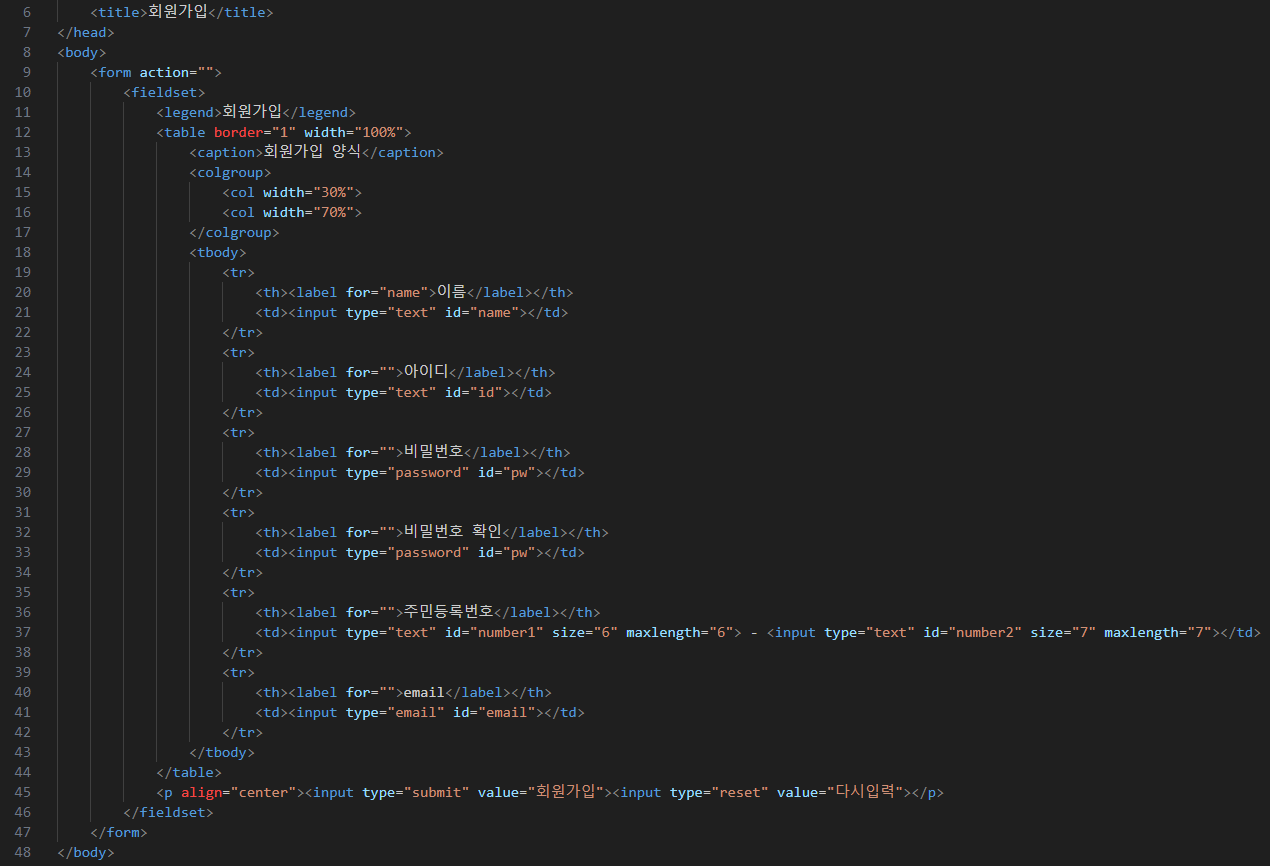 6 <title>회원가입</title>
7 </head>
8 <body>
9 <form action="">
10 <fieldset>
11 <legend>회원가입</legend>
12 <table border="1" width="100%">
13 <caption>회원가입 양식</caption>
14 <colgroup>
15 <col width="30%">
16 <col width="70%">
17 </colgroup>
18 <tbody>
19 <tr>
20 <th><label for="name">이름</label></th>
21 <td><input type="text" id="name"></td>
22 </tr>
23 <tr>
24 <th><label for="">아이디</label></th>
25 <td><input type="text" id="id"></td>
26 </tr>
27 <tr>
28 <th><label for="">비밀번호</label></th>
29 <td><input type="password" id="pw"></td>
30 </tr>
31 <tr>
32 <th><label for="">비밀번호 확인</label></th>
33 <td><input type="password" id="pw"></td>
34 </tr>
35 <tr>
36 <th><label for="">주민등록번호</label></th>
37 <td><input type="text" id="number1" size="6" maxlength="6"> - <input type="text" id="number2" size="7" maxlength="7"></td>
38 </tr>
39 <tr>
40 <th><label for="">email</label></th>
41 <td><input type="email" id="email"></td>
42 </tr>
43 </tbody>
44 </table>
45 <p align="center"><input type="submit" value="회원가입"><input type="reset" value="다시입력"></p>
46 </fieldset>
47 </form>
48 </body>